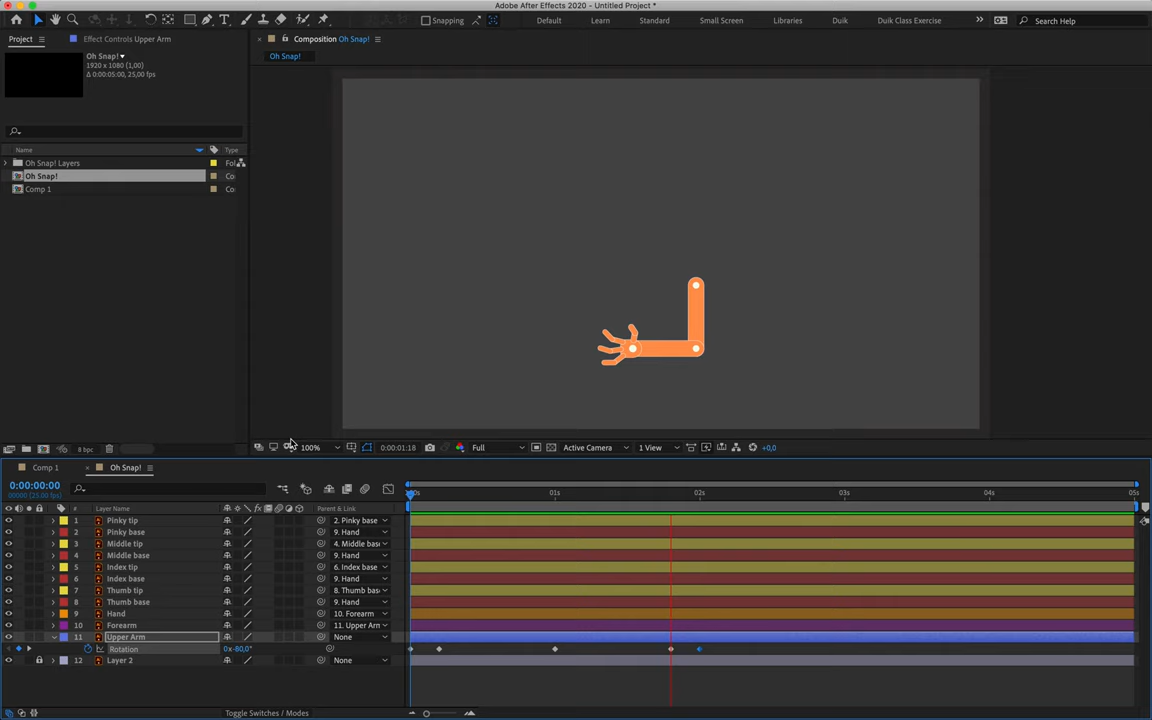 Adobe After Effects 2020 - Untitled Project *
Snapping
Default
Learn
Standard
Small Screen
Libraries
Duik
Duik Class Exercise
Search Help
Project
Effect Controls Upper Arm
Composition Oh Snap!
Oh Snap!
Oh Snap!
1920 x 1080 (1,00)
Δ 0:00:05:00, 25,00 fps
Name
Type
Oh Snap! Layers
Fol
Oh Snap!
Co
Comp 1
Co
8 bpc
100%
0:00:01:18
Full
Active Camera
1 View
+0,0
Comp 1
Oh Snap!
0:00:00:00
00000 (25.00 fps)
01s
02s
03s
04s
05s
#
Layer Name
Parent & Link
1 Pinky tip 2. Pinky base
2 Pinky base 9. Hand
3 Middle tip 4. Middle bas
4 Middle base 9. Hand
5 Index tip 6. Index base
6 Index base 9. Hand
7 Thumb tip 8. Thumb bas
8 Thumb base 9. Hand
9 Hand 10. Forearm
10 Forearm 11. Upper Arm
11 Upper Arm None
Rotation 0x-80,0°
12 Layer 2 None
Toggle Switches / Modes